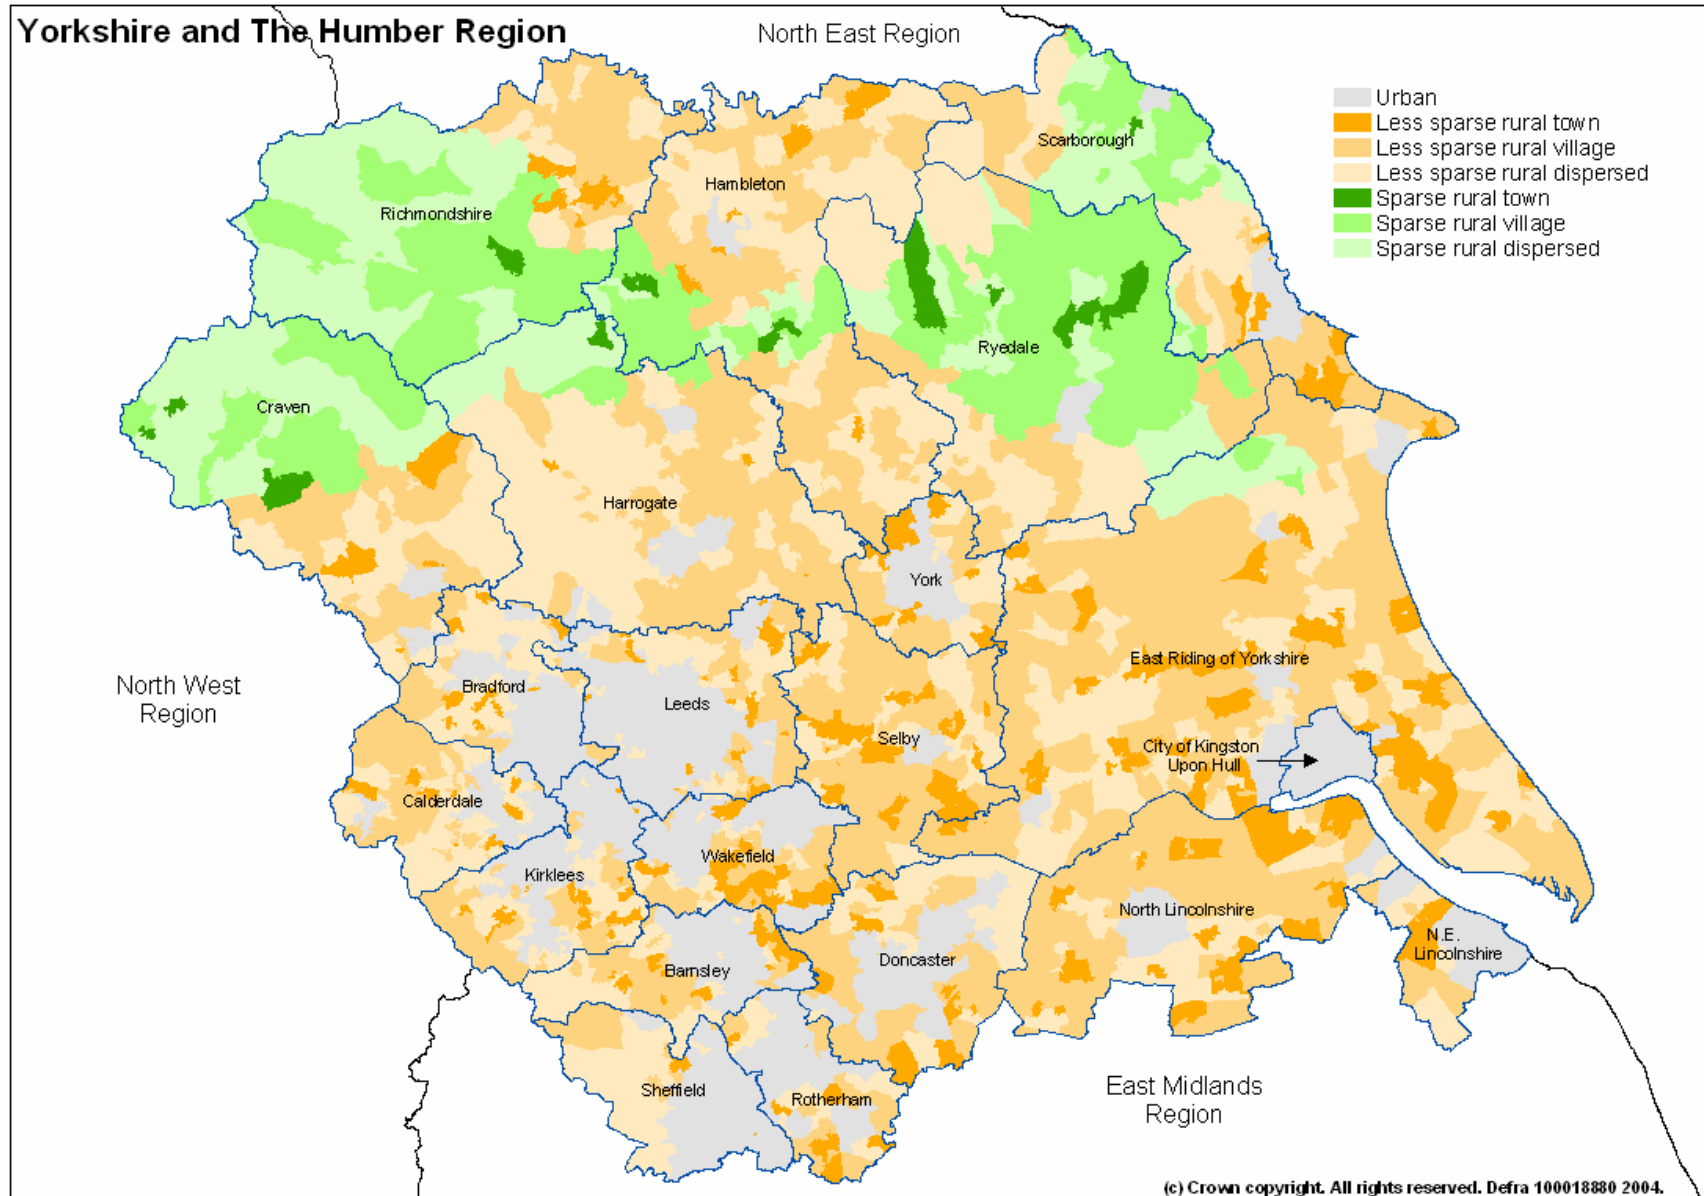 Yorkshire and The Humber Region
North East Region
Urban
Less sparse rural town
Less sparse rural village
Less sparse rural dispersed
Sparse rural town
Sparse rural village
Sparse rural dispersed
Scarborough
Hambleton
Richmondshire
Ryedale
Craven
Harrogate
York
East Riding of Yorkshire
North West
Region
Bradford
Leeds
Selby
City of Kingston
Upon Hull
Calderdale
Wakefield
Kirklees
North Lincolnshire
N.E.
Lincolnshire
Barnsley
Doncaster
Sheffield
Rotherham
East Midlands
Region
(c) Crown copyright. All rights reserved. Defra 100018880 2004.